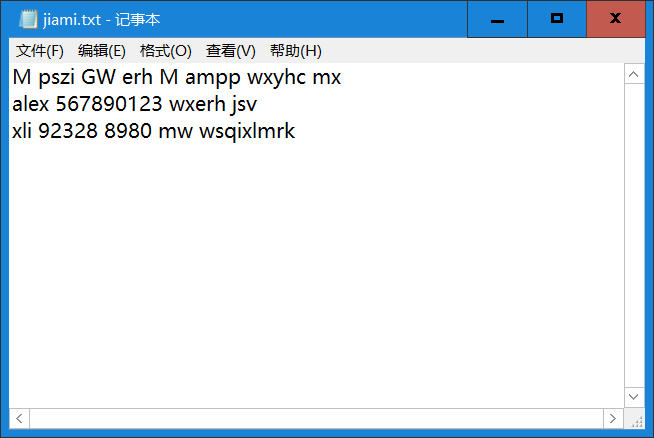 jiami.txt - 记事本
文件(F) 编辑(E) 格式(O) 查看(V) 帮助(H)
M pszi GW erh M ampp wxyhc mx
alex 567890123 wxerh jsv
xli 92328 8980 mw wsqixlmrk